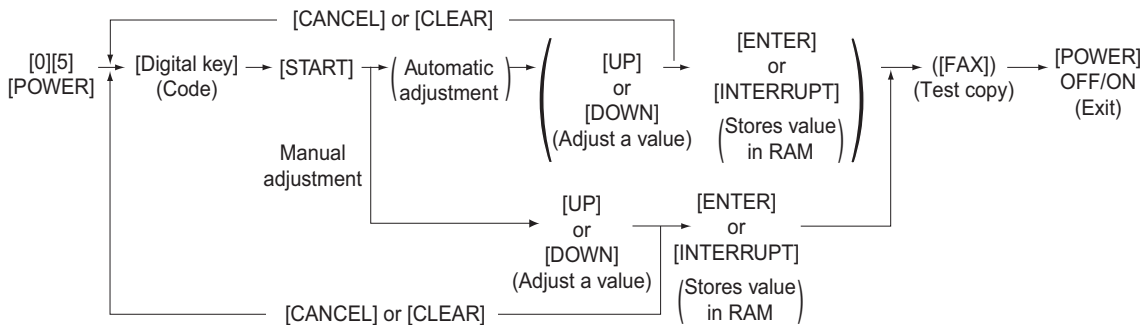 [CANCEL] or [CLEAR]
[0][5]
[POWER]
[Digital key]
(Code)
[START]
(Automatic
adjustment)
[UP]
or
[DOWN]
(Adjust a value)
[ENTER]
or
[INTERRUPT]
(Stores value
in RAM)
([FAX])
(Test copy)
[POWER]
OFF/ON
(Exit)
Manual
adjustment
[UP]
or
[DOWN]
(Adjust a value)
[ENTER]
or
[INTERRUPT]
(Stores value
in RAM)
[CANCEL] or [CLEAR]